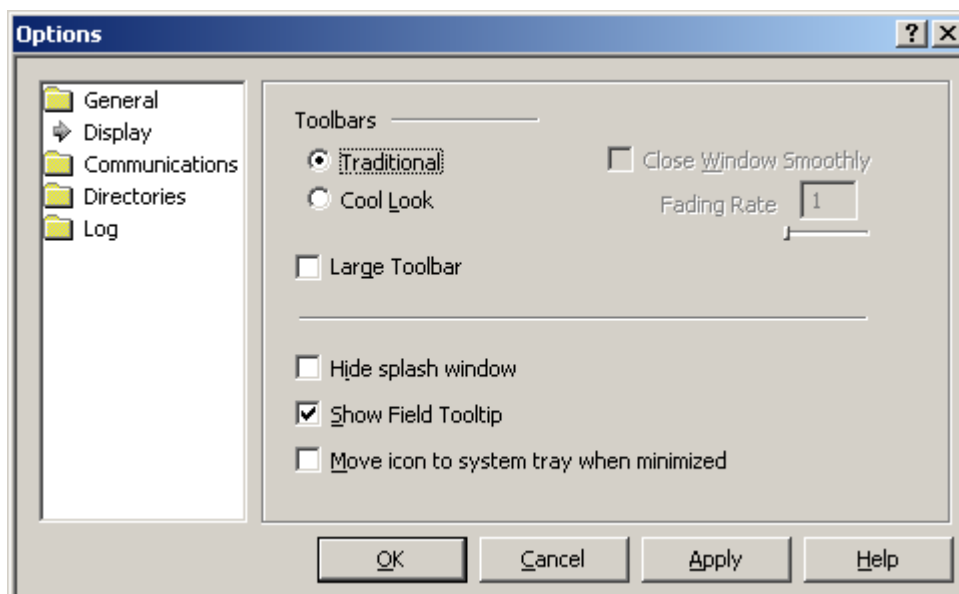 Options
General
Display
Communications
Directories
Log
Toolbars
Traditional
Close Window Smoothly
Cool Look
Fading Rate 1
Large Toolbar
Hide splash window
Show Field Tooltip
Move icon to system tray when minimized
OK Cancel Apply Help